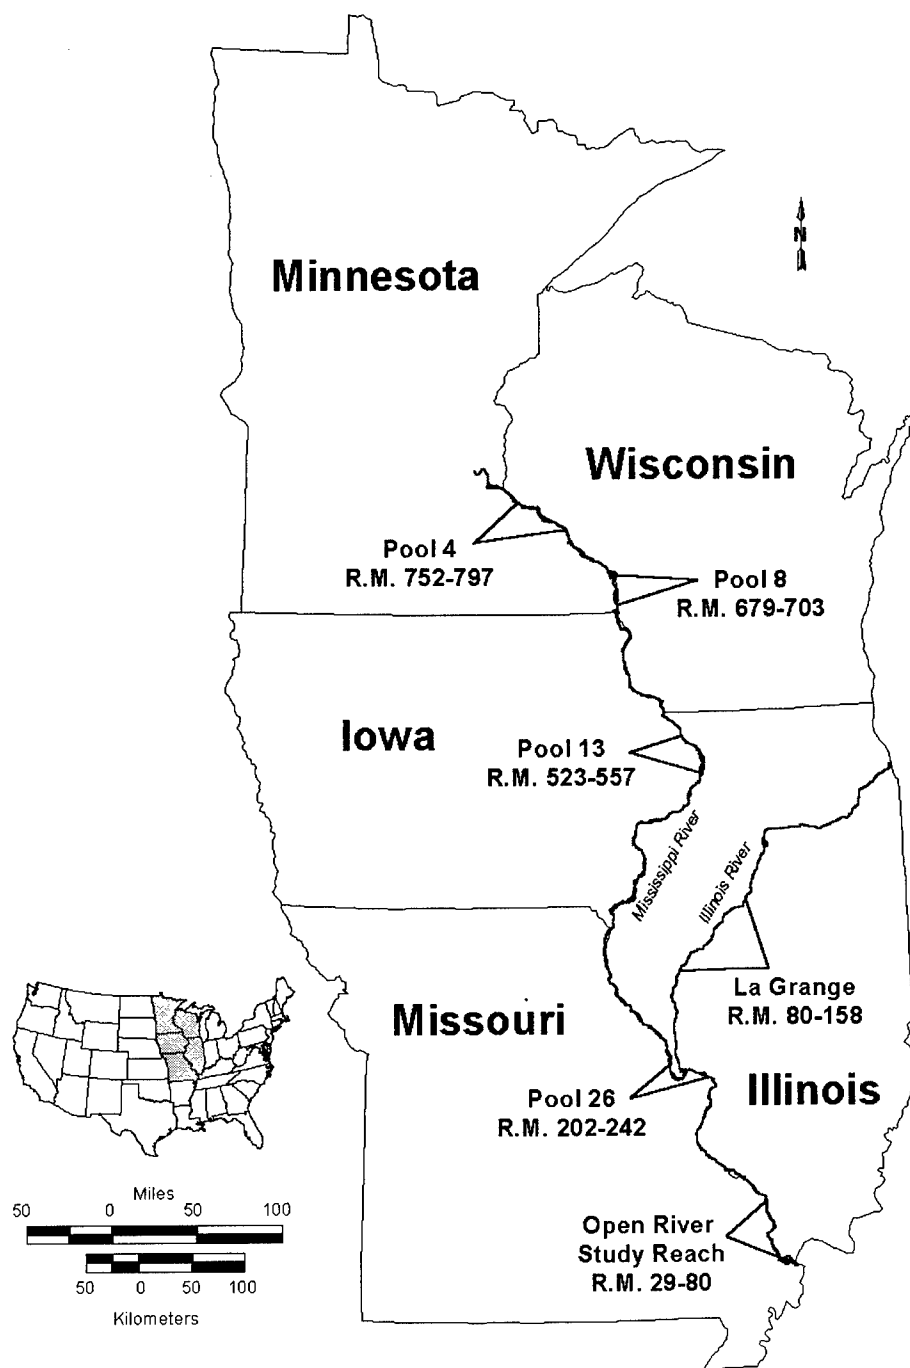 N
Minnesota
Wisconsin
Pool 4
R.M. 752-797
Pool 8
R.M. 679-703
Iowa
Pool 13
R.M. 523-557
Mississippi River
Illinois River
La Grange
R.M. 80-158
Missouri
Illinois
Pool 26
R.M. 202-242
Open River
Study Reach
R.M. 29-80
Miles
50 0 50 100
50 0 50 100
Kilometers